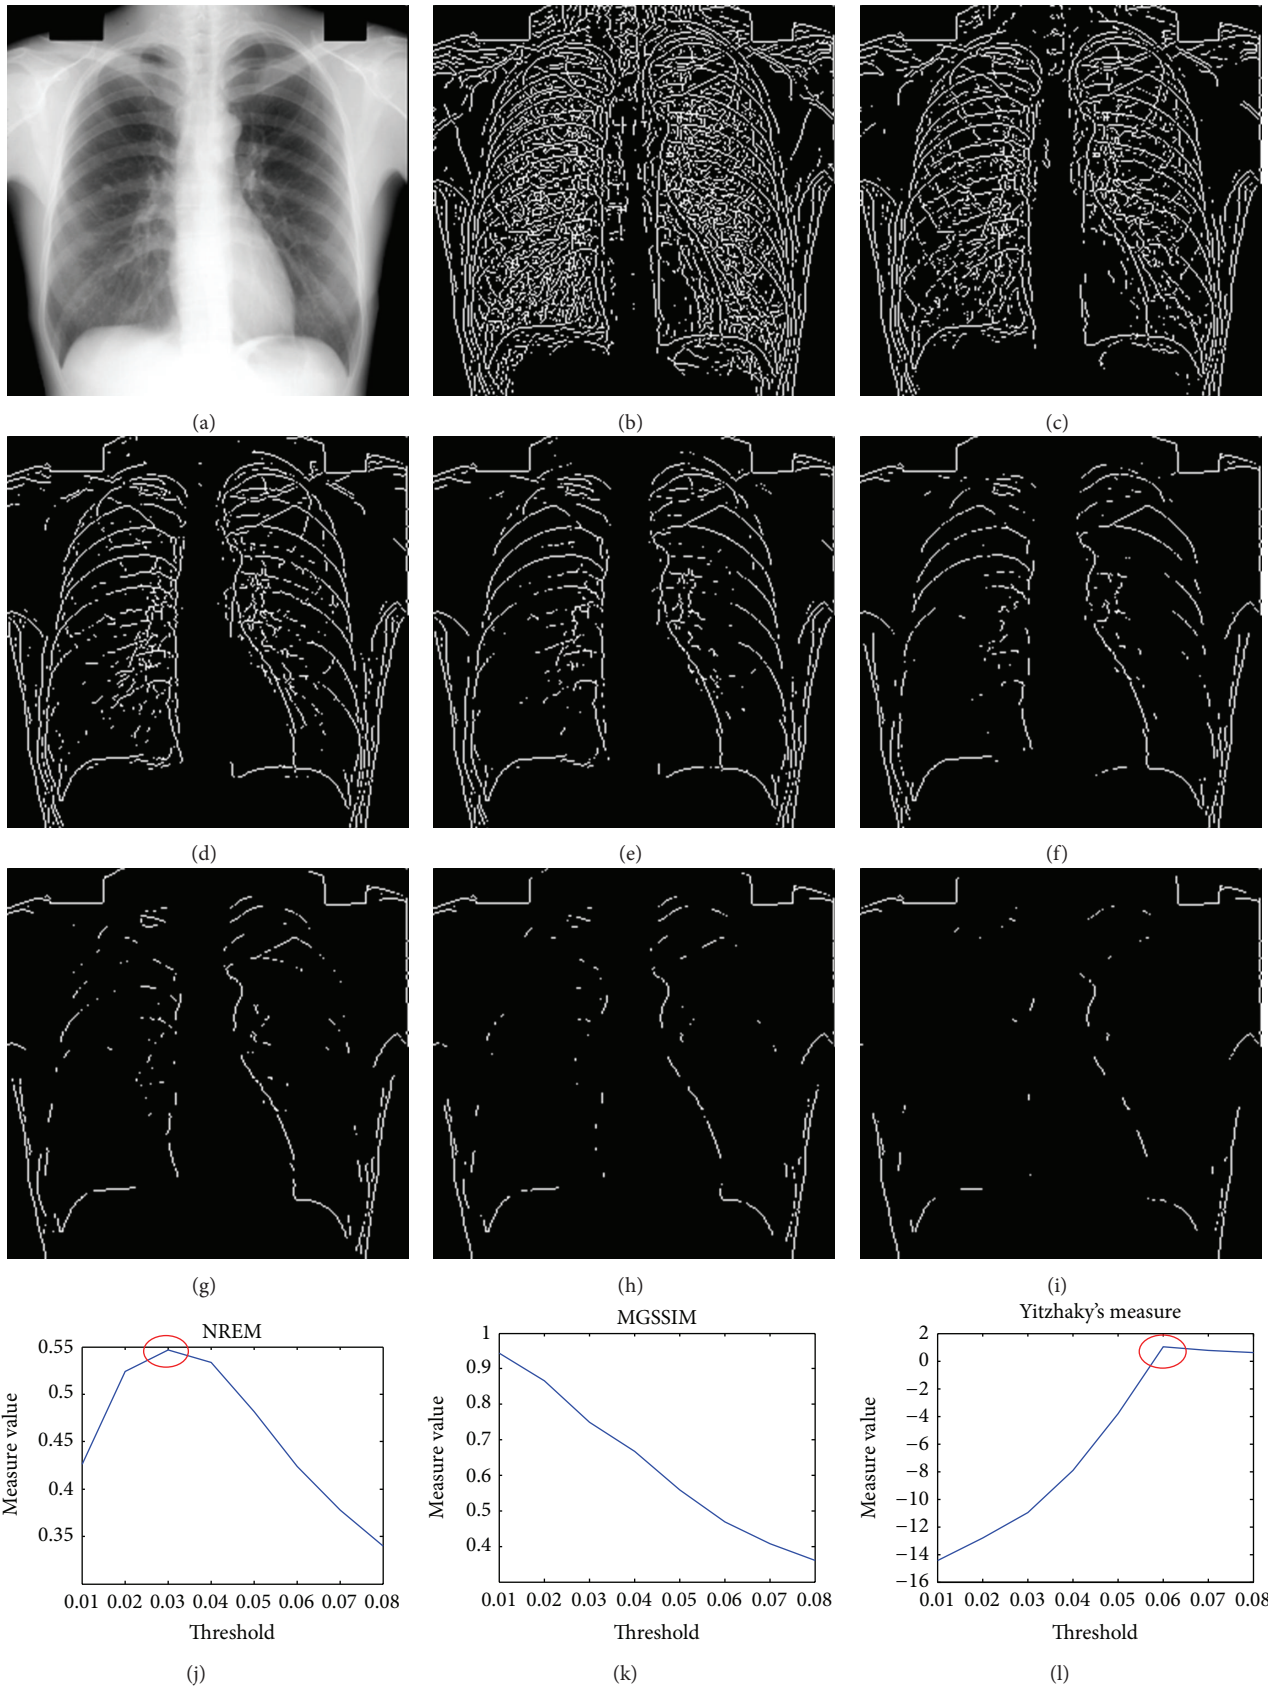 (a)
(b)
(c)
(d)
(e)
(f)
(g)
(h)
(i)
NREM
0.55
0.5
0.45
0.4
0.35
Measure value
0.01 0.02 0.03 0.04 0.05 0.06 0.07 0.08
Threshold
(j)
MGSSIM
1
0.9
0.8
0.7
0.6
0.5
0.4
Measure value
0.01 0.02 0.03 0.04 0.05 0.06 0.07 0.08
Threshold
(k)
Yitzhaky's measure
2
0
−2
−4
−6
−8
−10
−12
−14
−16
Measure value
0.01 0.02 0.03 0.04 0.05 0.06 0.07 0.08
Threshold
(l)